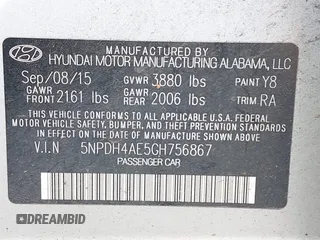 MANUFACTURED BY
HYUNDAI MOTOR MANUFACTURING ALABAMA, LLC
Sep/08/15 GVWR 3880 lbs PAINT Y8
GAWR FRONT 2161 lbs GAWR REAR 2006 lbs TRIM RA
THIS VEHICLE CONFORMS TO ALL APPLICABLE U.S. FEDERAL
MOTOR VEHICLE SAFETY, BUMPER, AND THEFT PREVENTION
STANDARDS IN EFFECT ON THE DATE OF MANUFACTURE SHOWN ABOVE.
V.I.N 5NPDH4AE5GH756867
PASSENGER CAR
DREAMBID